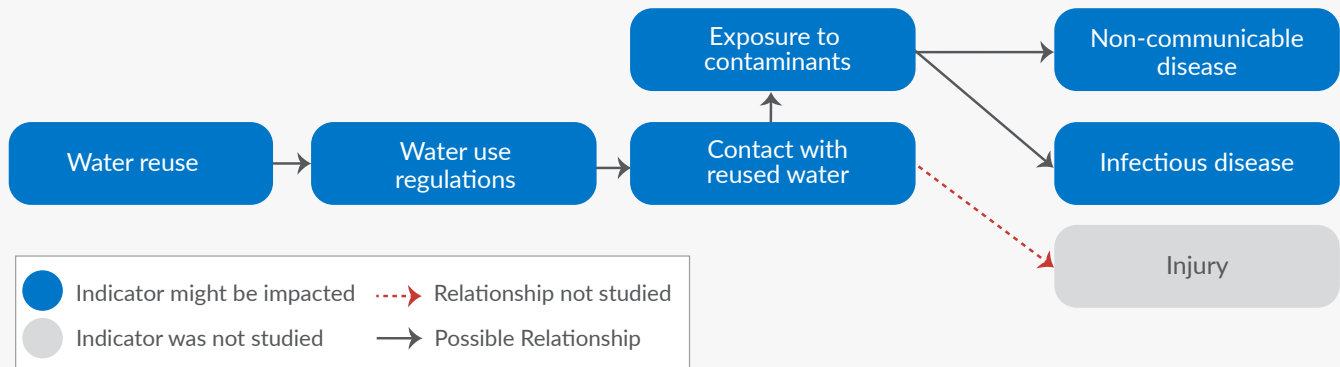 Water reuse
Water use
regulations
Contact with
reused water
Exposure to
contaminants
Non-communicable
disease
Infectious disease
Injury
Indicator might be impacted
Relationship not studied
Indicator was not studied
Possible Relationship